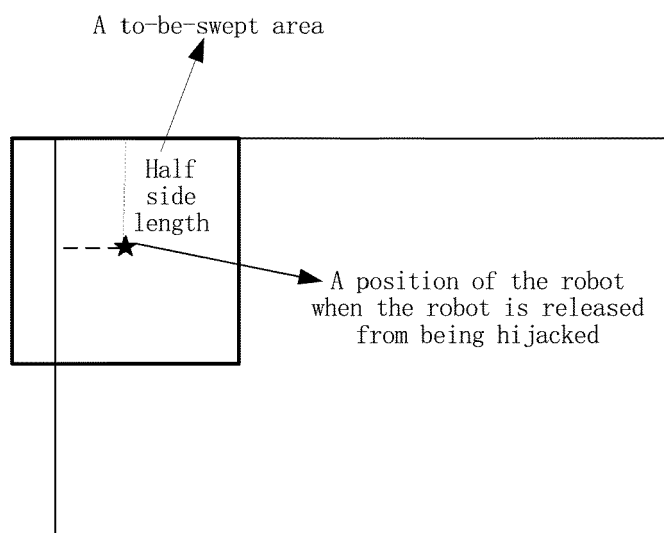 A to-be-swept area
Half
side
length
A position of the robot
when the robot is released
from being hijacked